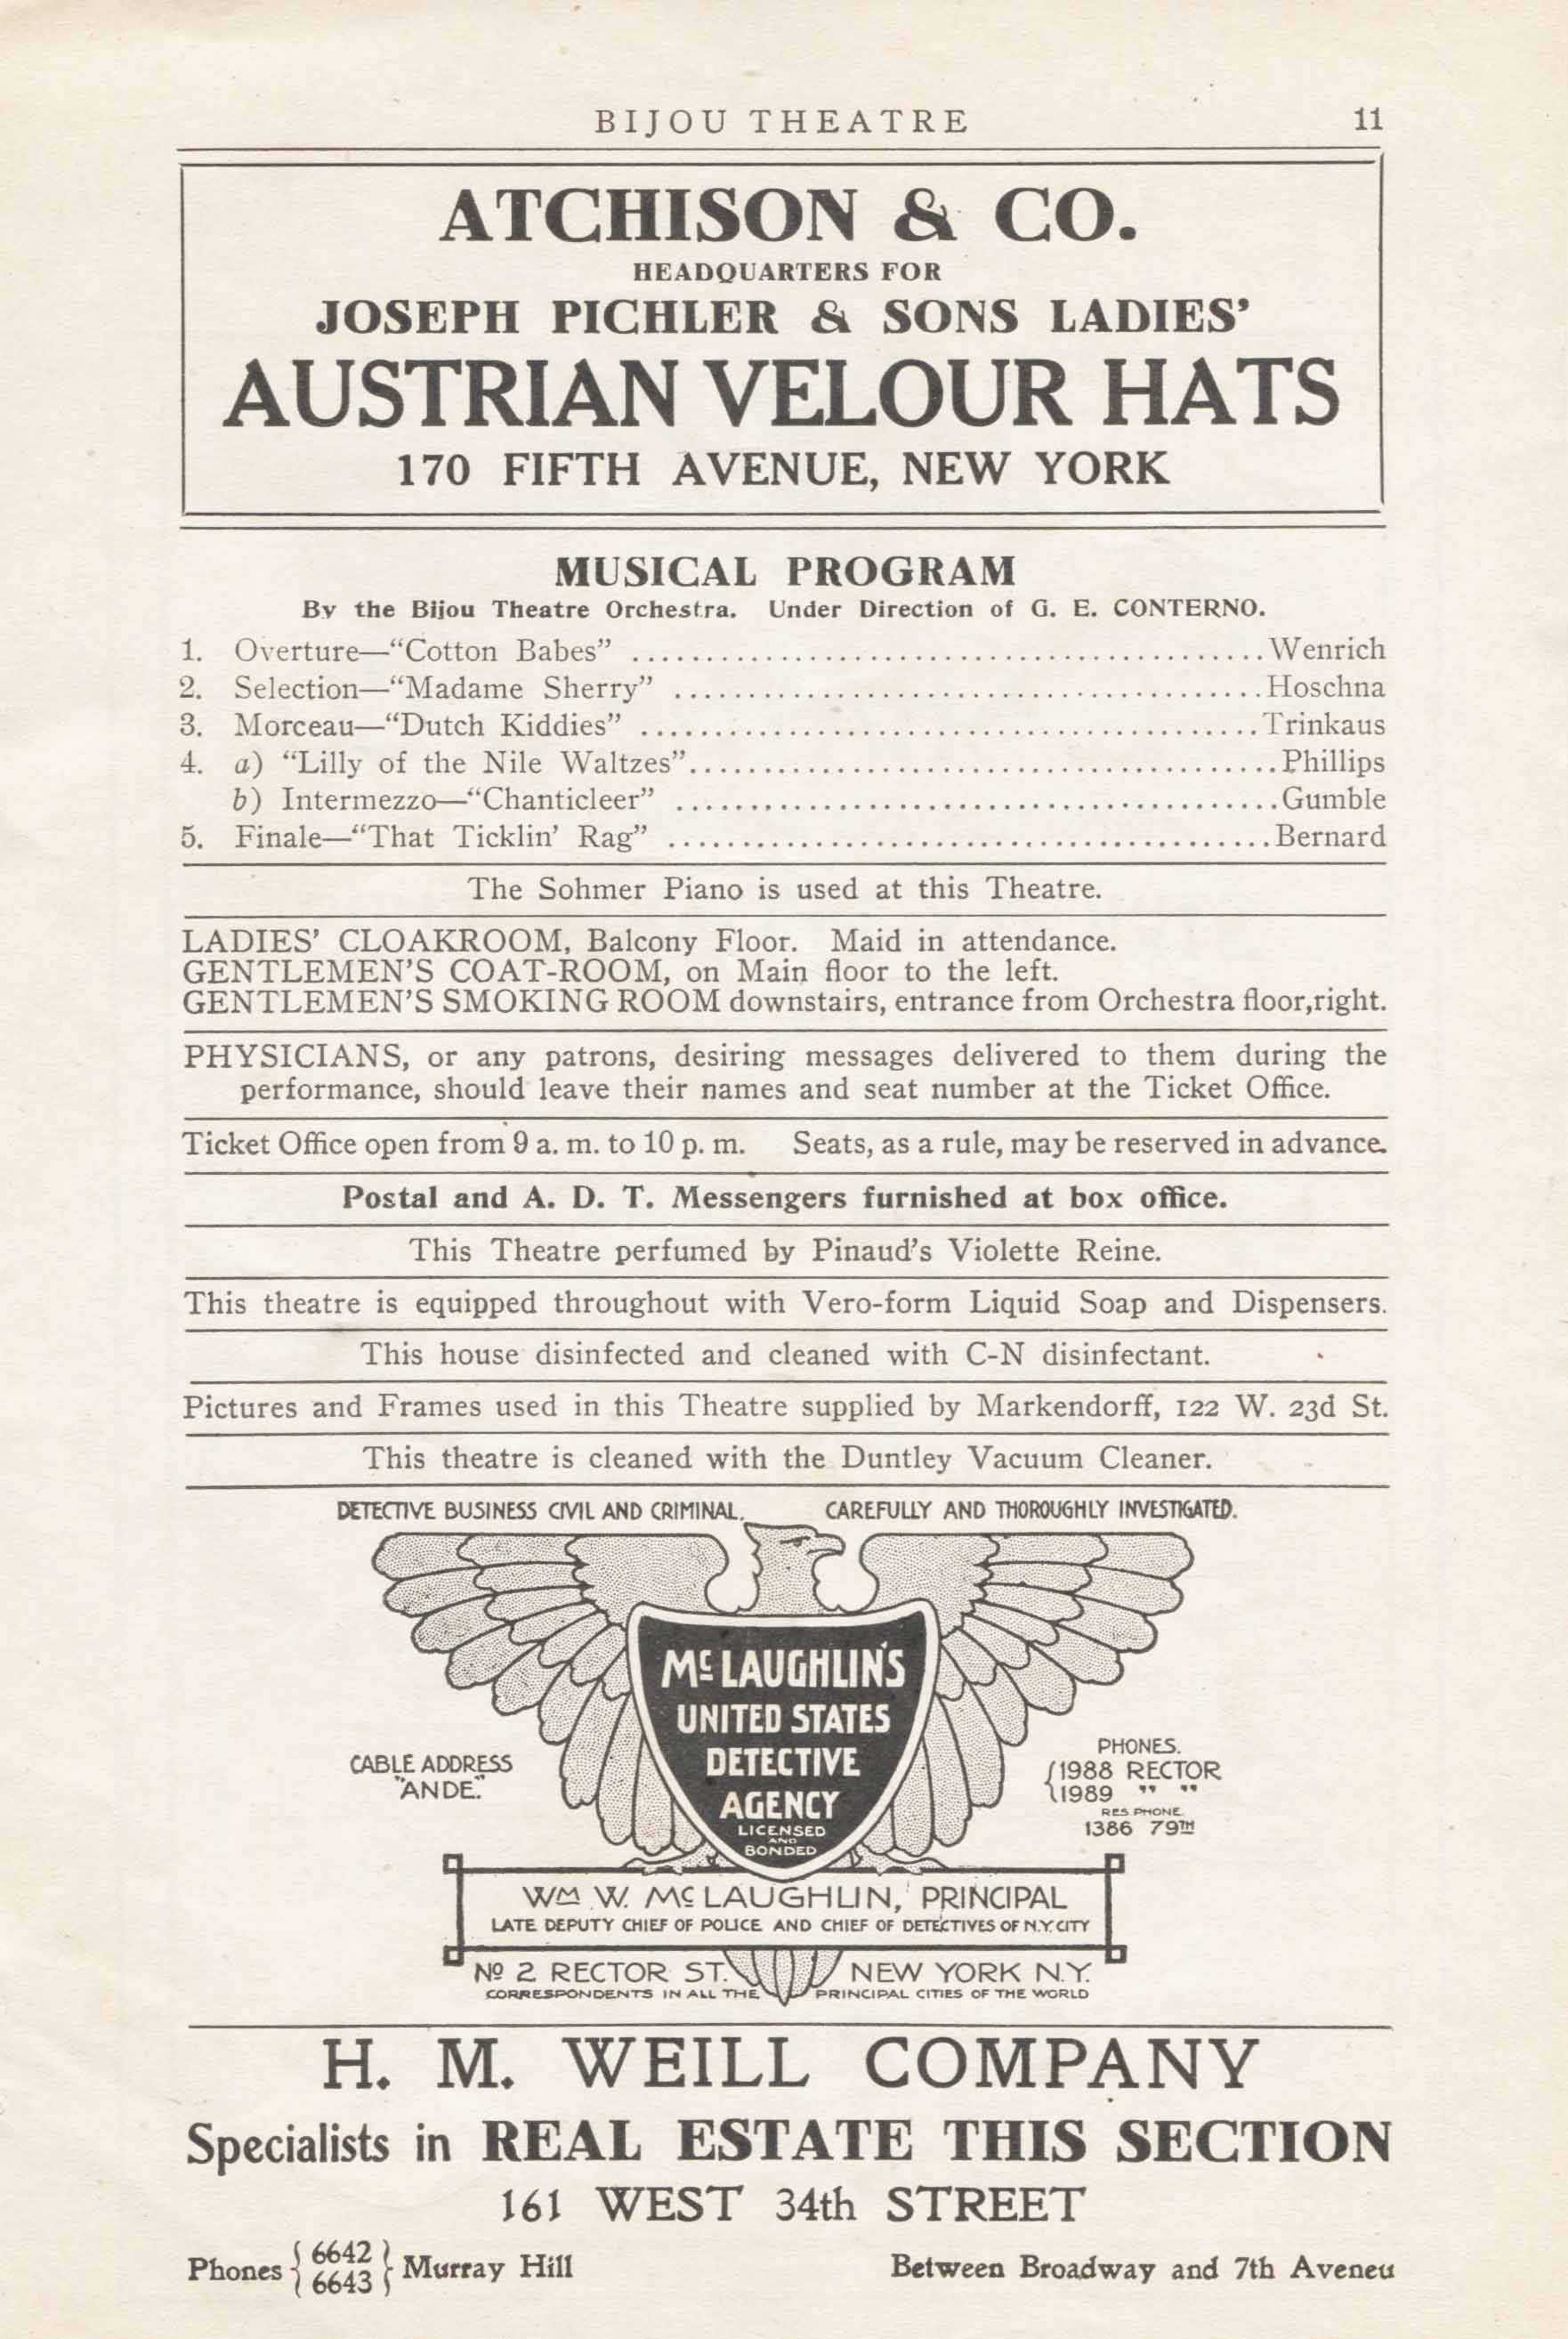 BIJOU THEATRE 11
ATCHISON & CO.
HEADQUARTERS FOR
JOSEPH PICHLER & SONS LADIES'
AUSTRIAN VELOUR HATS
170 FIFTH AVENUE, NEW YORK
MUSICAL PROGRAM
By the Bijou Theatre Orchestra. Under Direction of G. E. CONTERNO.
1. Overture—“Cotton Babes” ........................................... Wenrich
2. Selection—“Madame Sherry” ........................................ Hoschna
3. Morceau—“Dutch Kiddies” .......................................... Trinkaus
4. a) “Lilly of the Nile Waltzes”........................................ Phillips
b) Intermezzo—“Chanticleer” ......................................... Gumble
5. Finale—“That Ticklin’ Rag” ......................................... Bernard
The Sohmer Piano is used at this Theatre.
LADIES’ CLOAKROOM, Balcony Floor. Maid in attendance.
GENTLEMEN’S COAT-ROOM, on Main floor to the left.
GENTLEMEN’S SMOKING ROOM downstairs, entrance from Orchestra floor,right.
PHYSICIANS, or any patrons, desiring messages delivered to them during the
performance, should leave their names and seat number at the Ticket Office.
Ticket Office open from 9 a. m. to 10 p. m. Seats, as a rule, may be reserved in advance.
Postal and A. D. T. Messengers furnished at box office.
This Theatre perfumed by Pinaud’s Violette Reine.
This theatre is equipped throughout with Vero-form Liquid Soap and Dispensers.
This house disinfected and cleaned with C-N disinfectant.
Pictures and Frames used in this Theatre supplied by Markendorff, 122 W. 23d St.
This theatre is cleaned with the Duntley Vacuum Cleaner.
DETECTIVE BUSINESS CIVIL AND CRIMINAL. CAREFULLY AND THOROUGHLY INVESTIGATED.
Mc LAUGHLIN'S
UNITED STATES
DETECTIVE
AGENCY
LICENSED
AND
BONDED
CABLE ADDRESS
"ANDE."
PHONES.
{1988 RECTOR
{1989 " "
RES. PHONE.
1386 79TH
WM W. Mc LAUGHLIN, PRINCIPAL
LATE DEPUTY CHIEF OF POLICE AND CHIEF OF DETECTIVES OF N.Y. CITY
No 2 RECTOR ST. NEW YORK N.Y.
CORRESPONDENTS IN ALL THE PRINCIPAL CITIES OF THE WORLD
H. M. WEILL COMPANY
Specialists in REAL ESTATE THIS SECTION
161 WEST 34th STREET
Phones { 6642 6643 } Murray Hill Between Broadway and 7th Aveneu